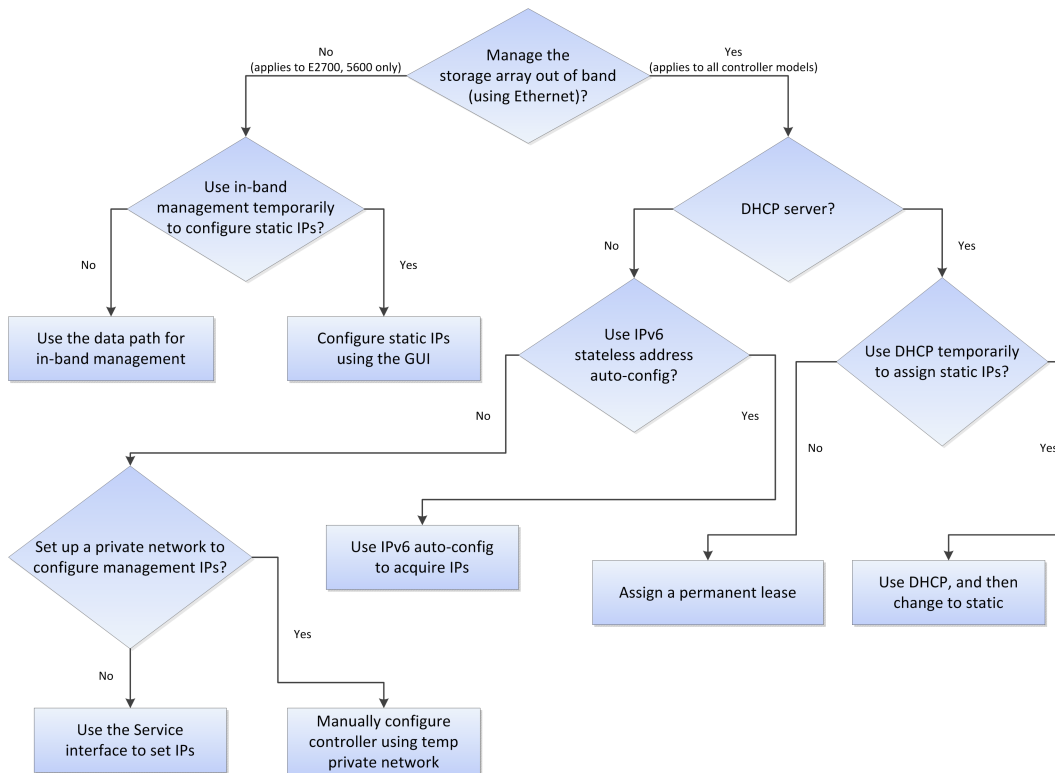 Manage the
storage array out of band
(using Ethernet)?
No
(applies to E2700, 5600 only)
Yes
(applies to all controller models)
Use in-band
management temporarily
to configure static IPs?
DHCP server?
No
Yes
No
Yes
Use the data path for
in-band management
Configure static IPs
using the GUI
Use IPv6
stateless address
auto-config?
Use DHCP temporarily
to assign static IPs?
No
Yes
No
Yes
Set up a private network to
configure management IPs?
Use IPv6 auto-config
to acquire IPs
Assign a permanent lease
Use DHCP, and then
change to static
No
Yes
Use the Service
interface to set IPs
Manually configure
controller using temp
private network